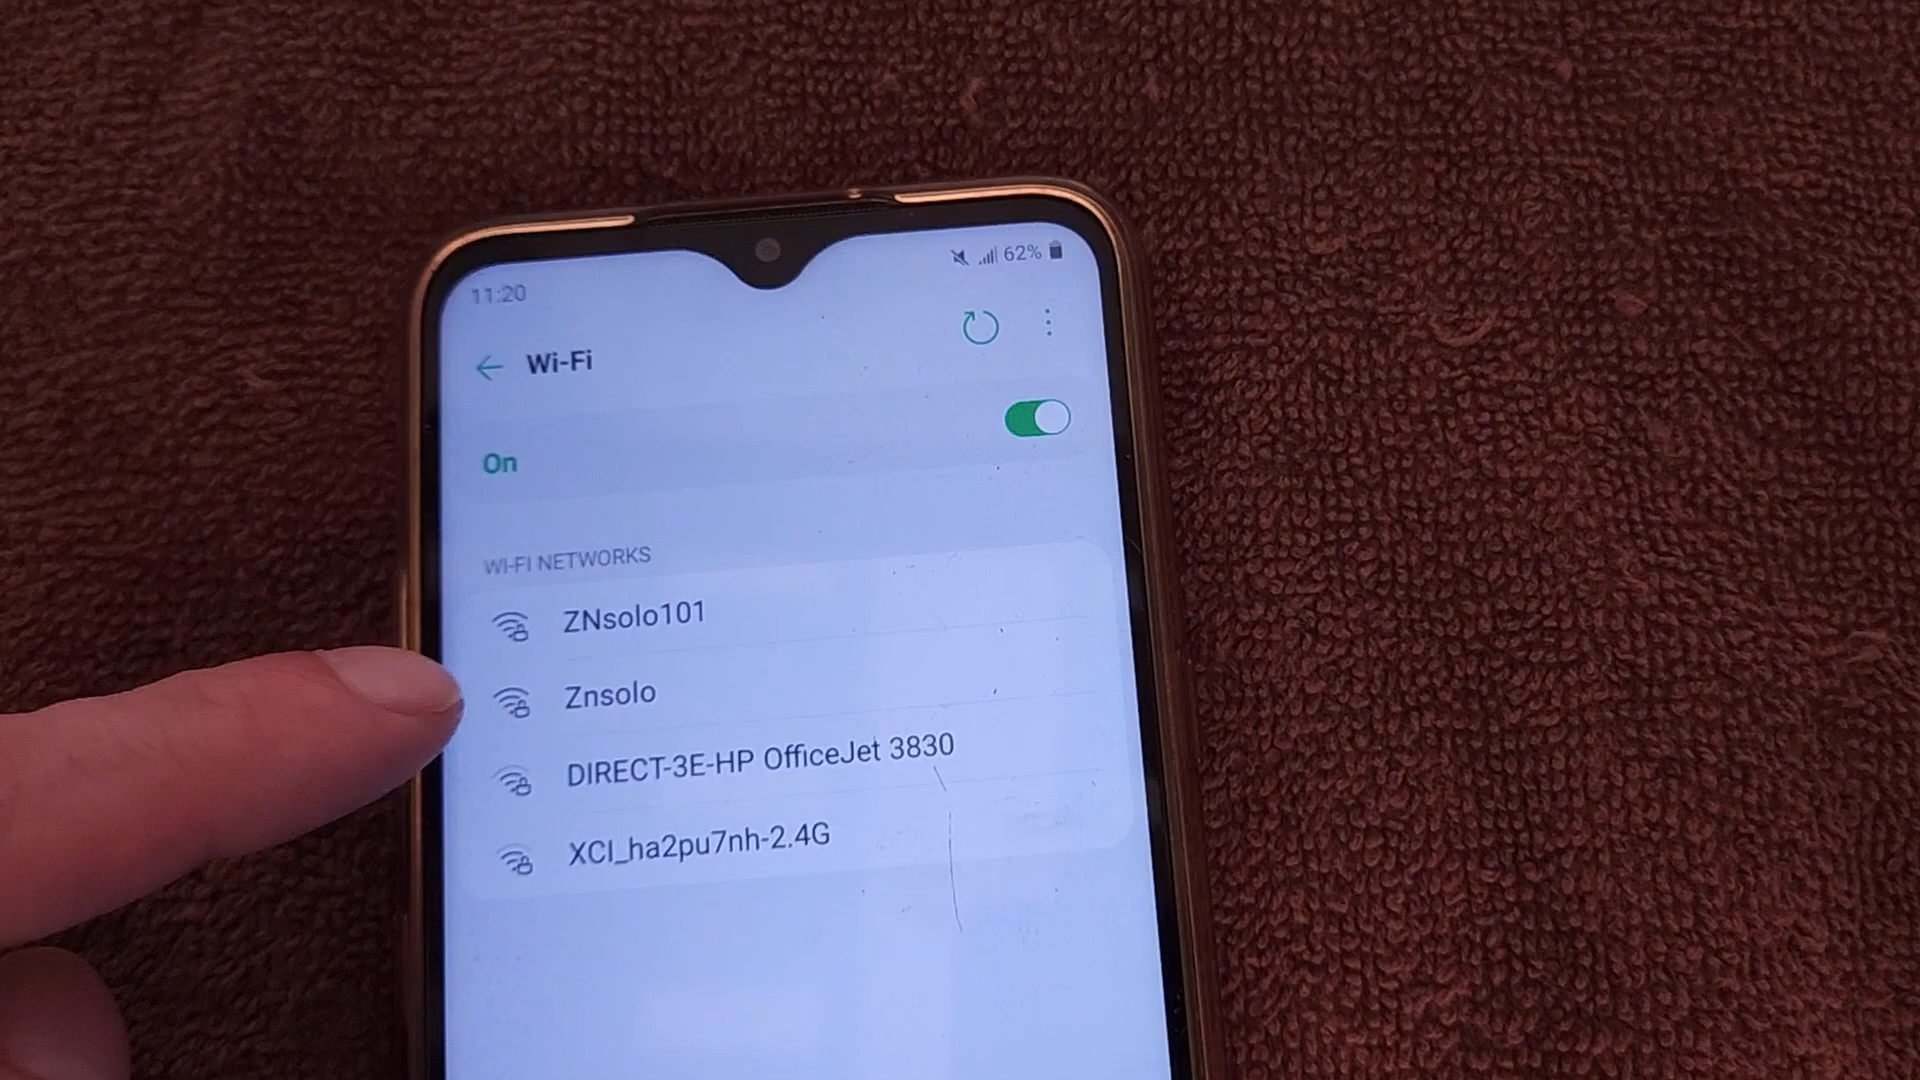 11:20
62%
Wi-Fi
On
WI-FI NETWORKS
ZNsolo101
Znsolo
DIRECT-3E-HP OfficeJet 3830
XCI_ha2pu7nh-2.4G